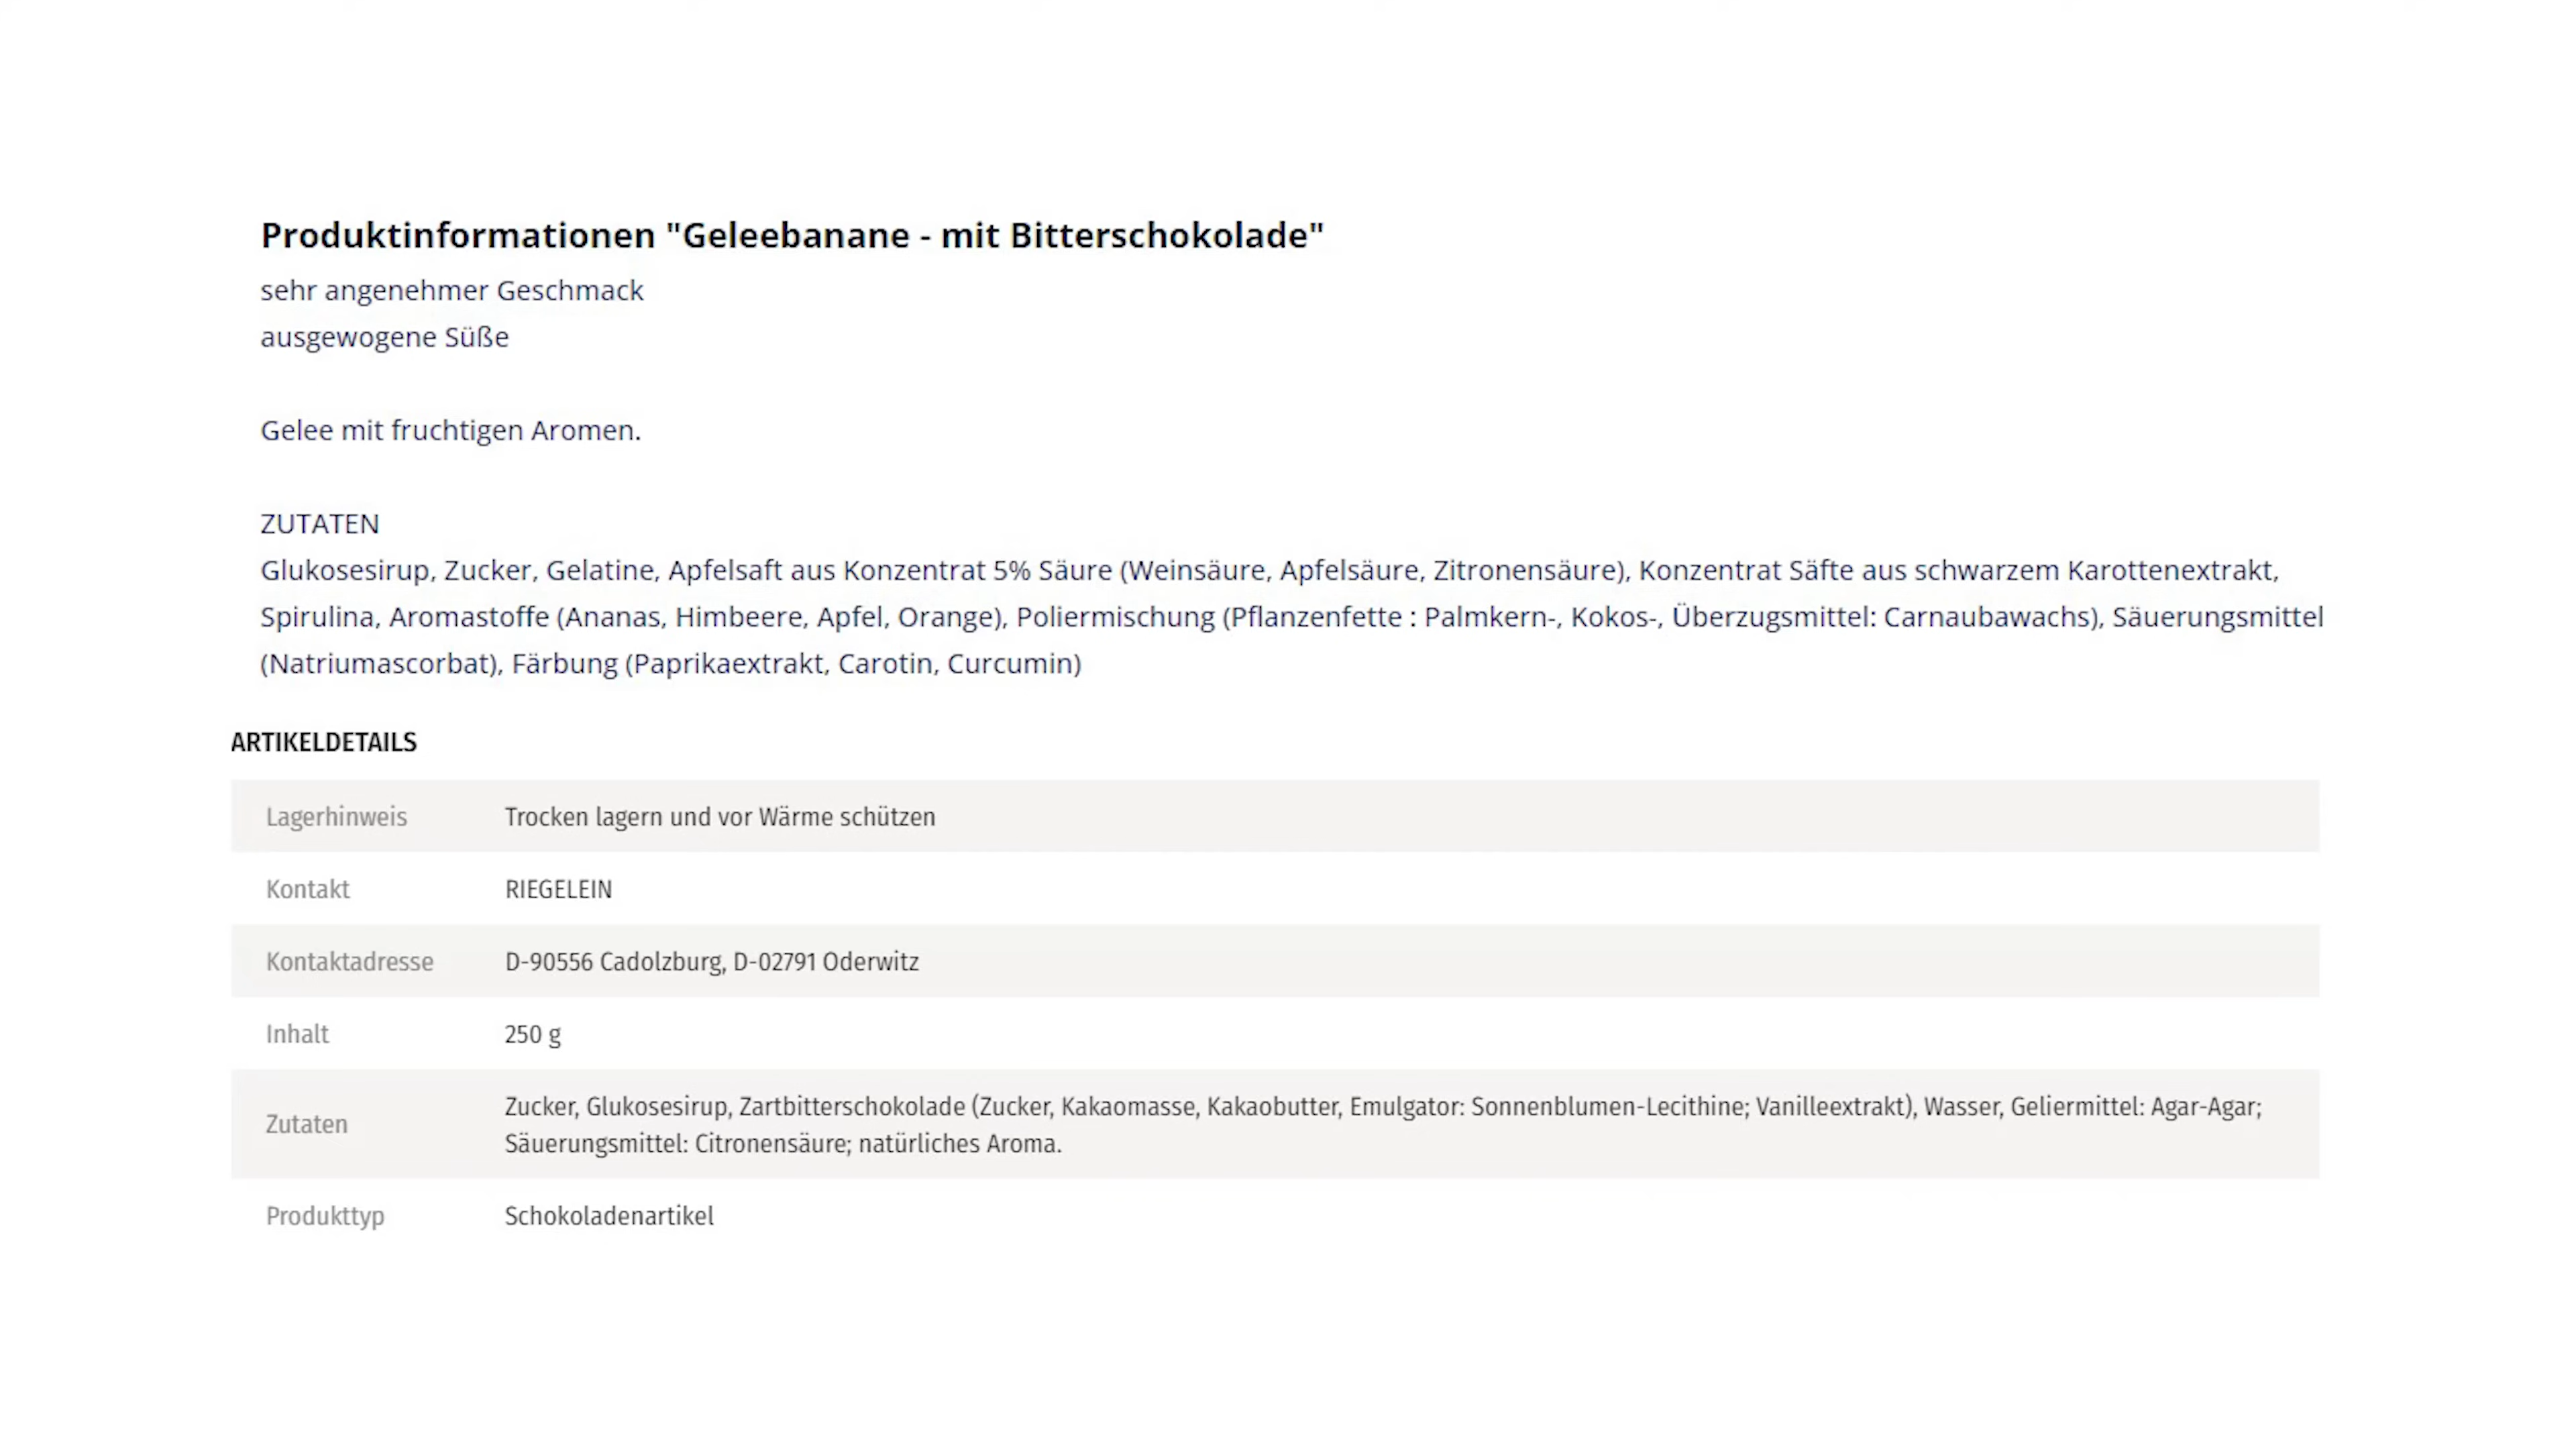 Produktinformationen "Geleebanane - mit Bitterschokolade"
sehr angenehmer Geschmack
ausgewogene Süße
Gelee mit fruchtigen Aromen.
ZUTATEN
Glukosesirup, Zucker, Gelatine, Apfelsaft aus Konzentrat 5% Säure (Weinsäure, Apfelsäure, Zitronensäure), Konzentrat Säfte aus schwarzem Karottenextrakt,
Spirulina, Aromastoffe (Ananas, Himbeere, Apfel, Orange), Poliermischung (Pflanzenfette : Palmkern-, Kokos-, Überzugsmittel: Carnaubawachs), Säuerungsmittel
(Natriumascorbat), Färbung (Paprikaextrakt, Carotin, Curcumin)
ARTIKELDETAILS
Lagerhinweis Trocken lagern und vor Wärme schützen
Kontakt RIEGELEIN
Kontaktadresse D-90556 Cadolzburg, D-02791 Oderwitz
Inhalt 250 g
Zutaten Zucker, Glukosesirup, Zartbitterschokolade (Zucker, Kakaomasse, Kakaobutter, Emulgator: Sonnenblumen-Lecithine; Vanilleextrakt), Wasser, Geliermittel: Agar-Agar;
Säuerungsmittel: Citronensäure; natürliches Aroma.
Produkttyp Schokoladenartikel